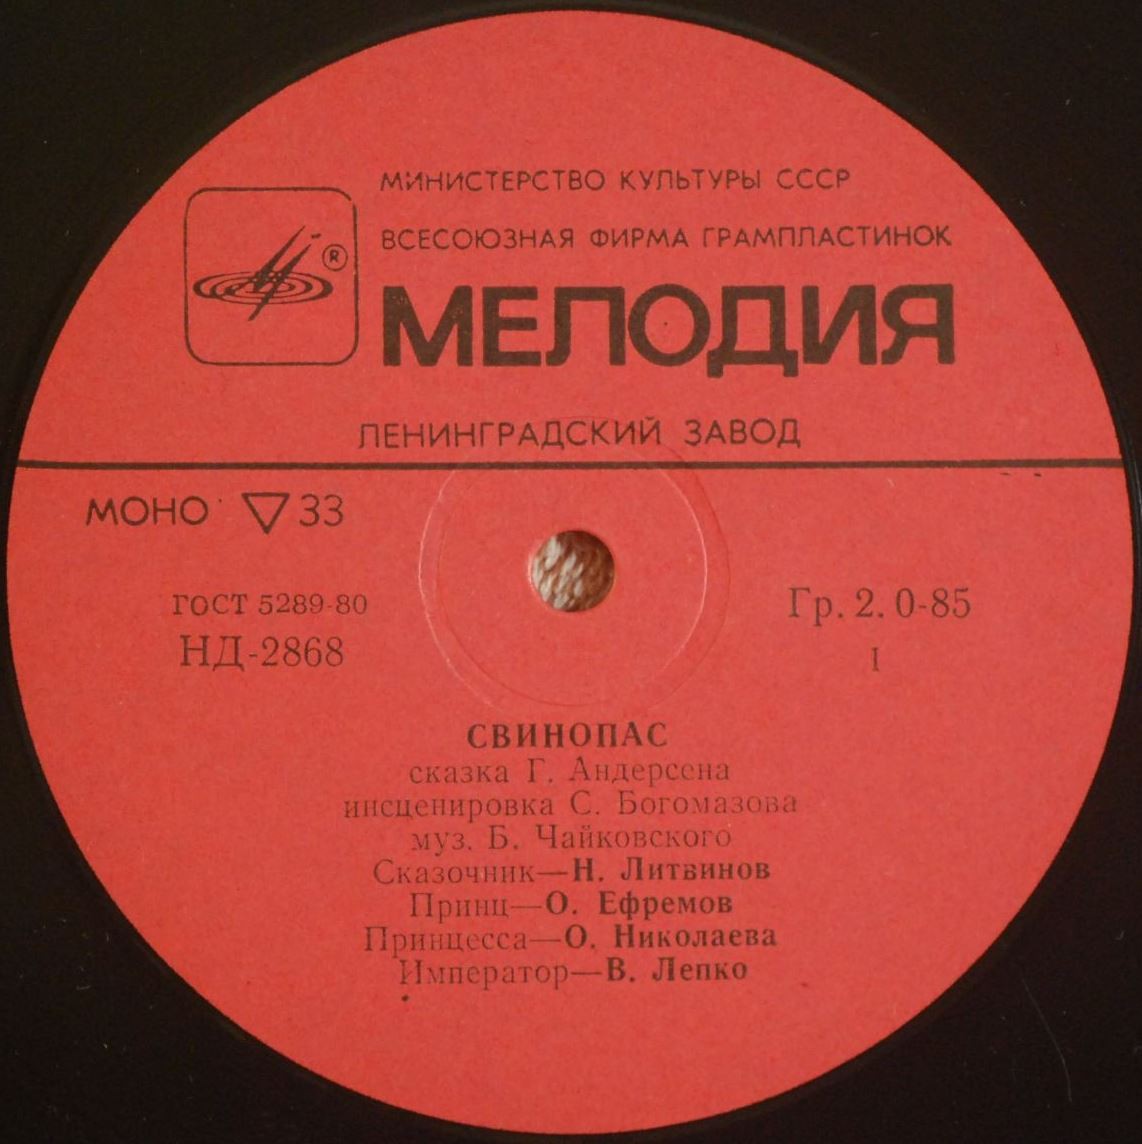 МИНИСТЕРСТВО КУЛЬТУРЫ СССР
ВСЕСОЮЗНАЯ ФИРМА ГРАМПЛАСТИНОК
®
МЕЛОДИЯ
ЛЕНИНГРАДСКИЙ ЗАВОД
МОНО ▽ 33
ГОСТ 5289-80
НД-2868
Гр. 2. 0-85
I
СВИНОПАС
сказка Г. Андерсена
инсценировка С. Богомазова
муз. Б. Чайковского
Сказочник—Н. Литвинов
Принц—О. Ефремов
Принцесса—О. Николаева
Император—В. Лепко